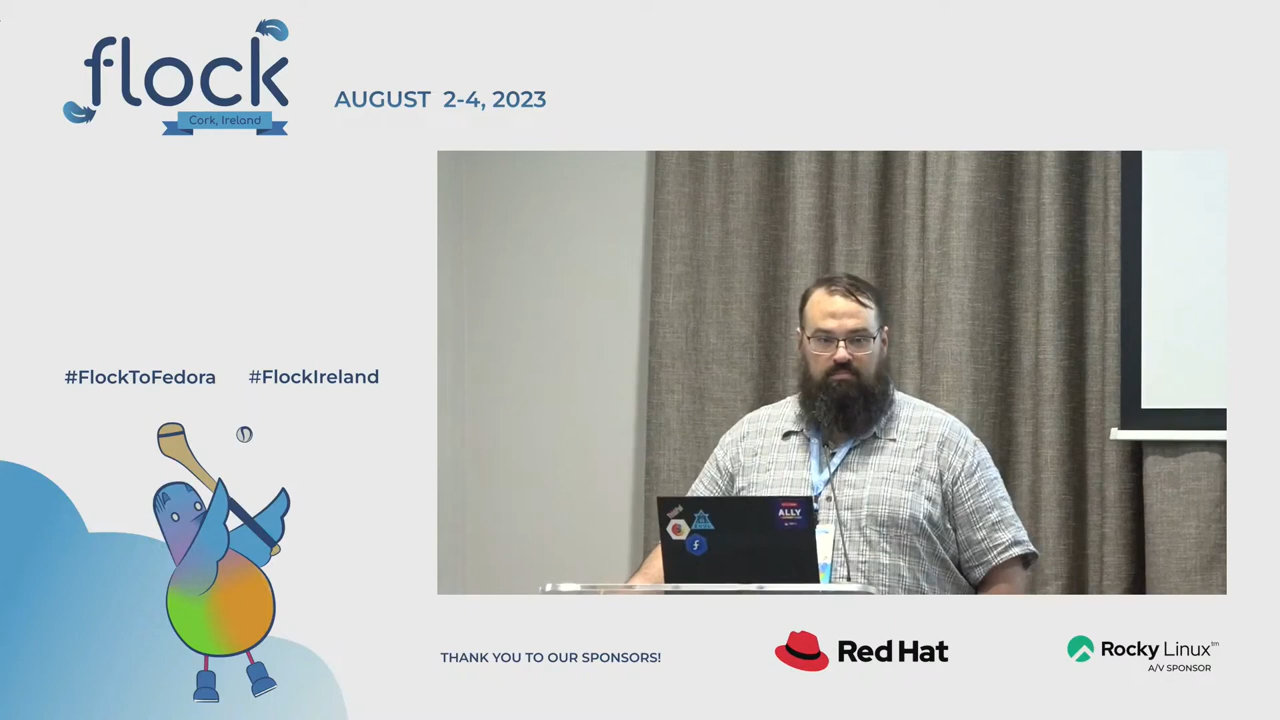 flock
Cork, Ireland
AUGUST 2-4, 2023
#FlockToFedora #FlockIreland
ALLY
THANK YOU TO OUR SPONSORS!
Red Hat
Rocky Linux™
A/V SPONSOR